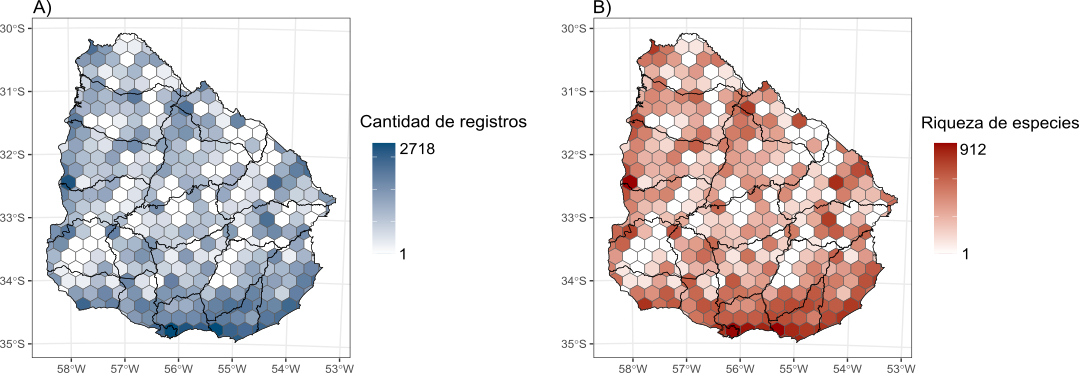 A)
30°S
31°S
32°S
33°S
34°S
35°S
58°W
57°W
56°W
55°W
54°W
53°W
Cantidad de registros
2718
1
B)
30°S
31°S
32°S
33°S
34°S
35°S
58°W
57°W
56°W
55°W
54°W
53°W
Riqueza de especies
912
1